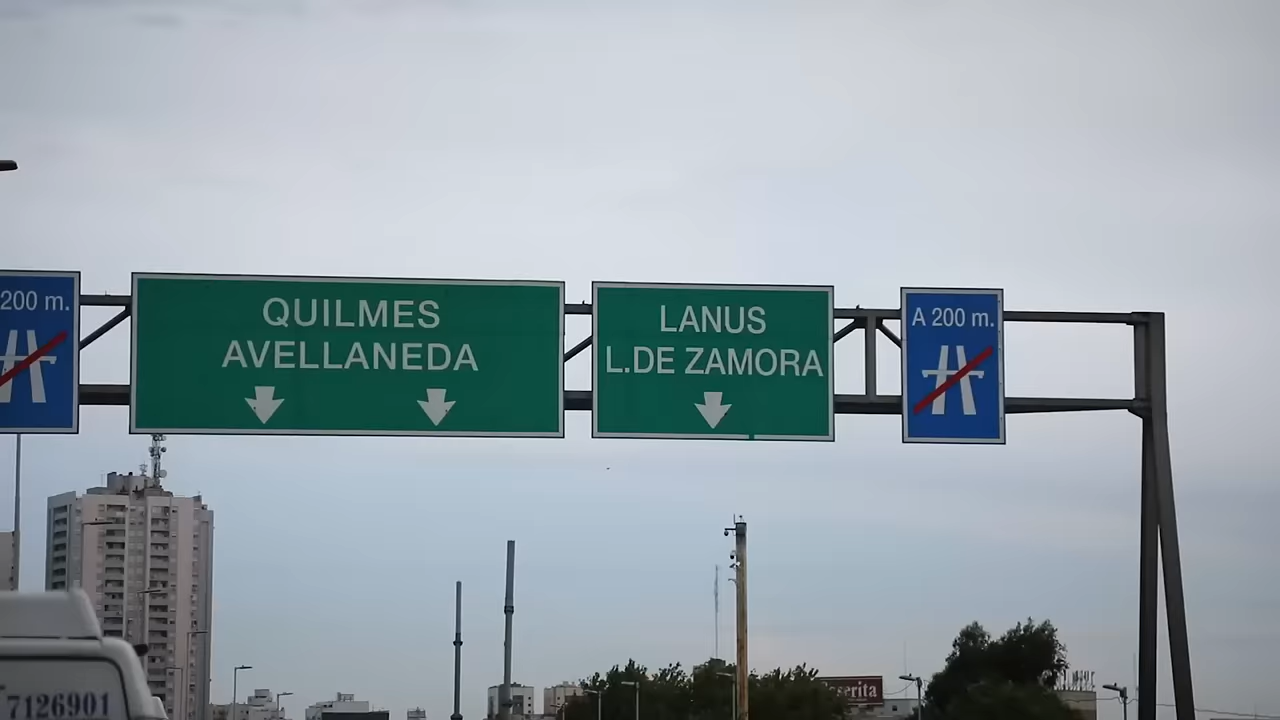 200 m.
QUILMES
AVELLANEDA
LANUS
L.DE ZAMORA
A 200 m.
7126901